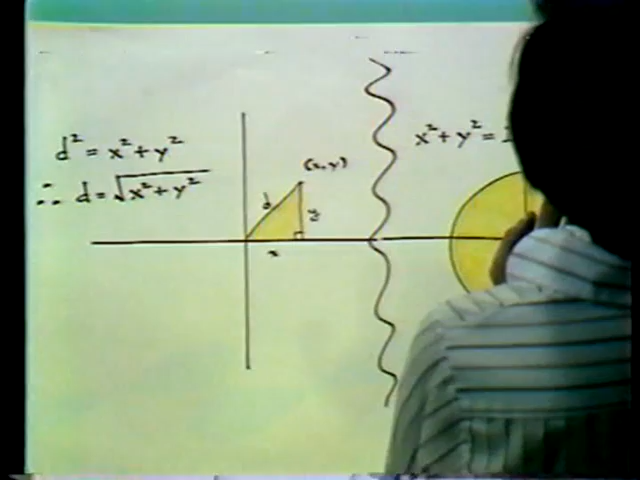 d² = x² + y²
∴ d = √x² + y²
(x, y)
d
y
x
x² + y² =